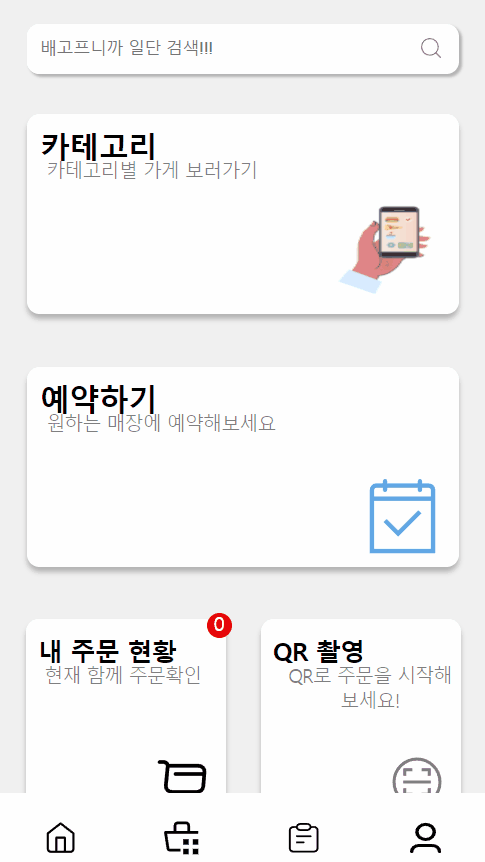 배고프니까 일단 검색!!!
카테고리
카테고리별 가게 보러가기
예약하기
원하는 매장에 예약해보세요
0
내 주문 현황
현재 함께 주문확인
QR 촬영
QR로 주문을 시작해
보세요!